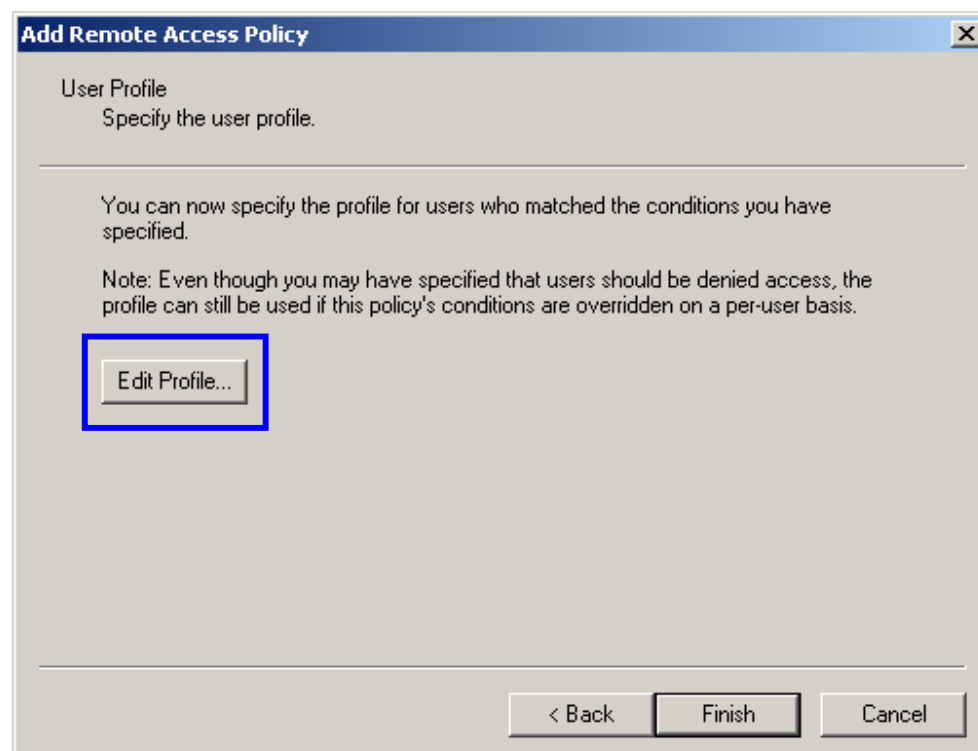 Add Remote Access Policy
User Profile
Specify the user profile.
You can now specify the profile for users who matched the conditions you have
specified.
Note: Even though you may have specified that users should be denied access, the
profile can still be used if this policy's conditions are overridden on a per-user basis.
Edit Profile...
< Back Finish Cancel